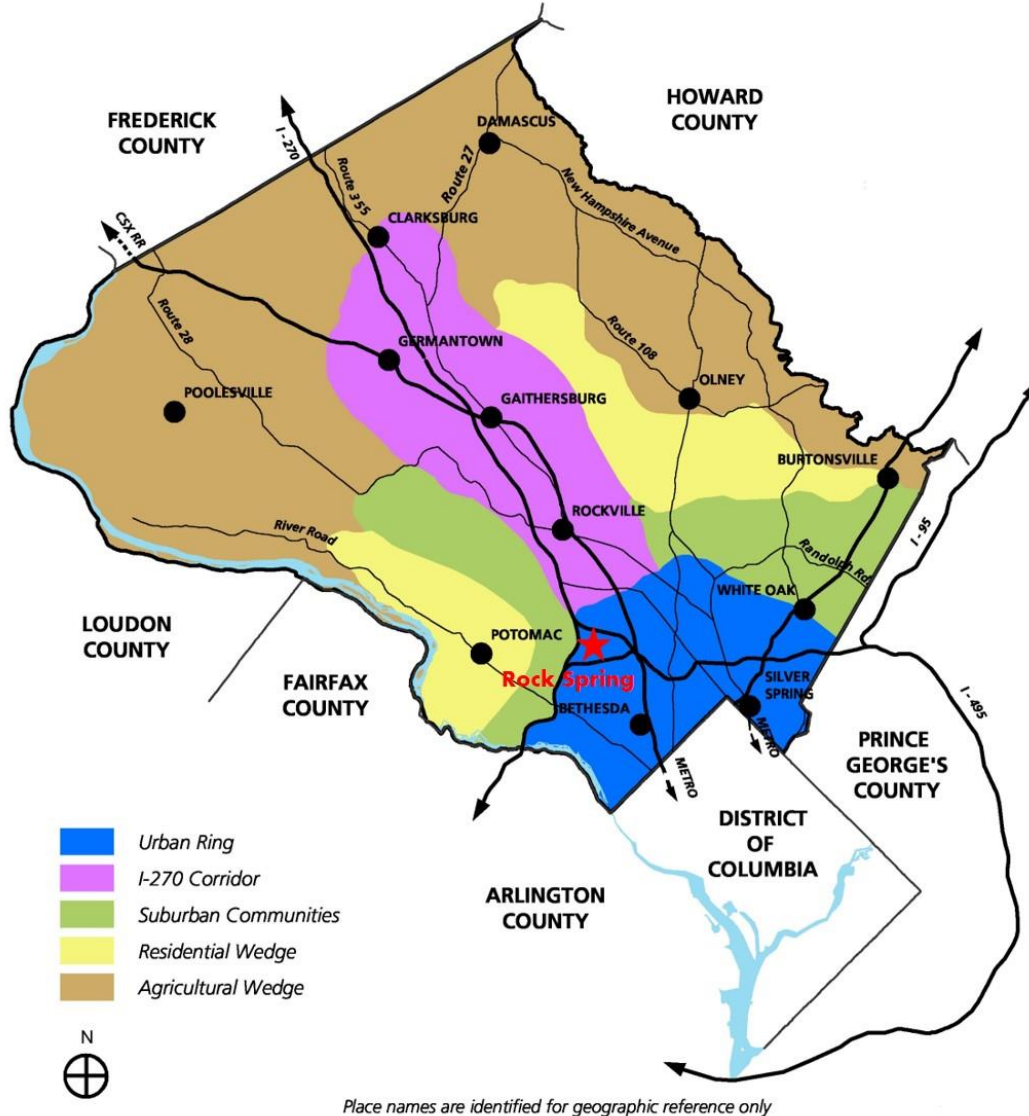 HOWARD
COUNTY
FREDERICK
COUNTY
I - 270
DAMASCUS
Route 3 55
Route 27
New Hampshire Avenue
CLARKSBURG
CSX RR
Route 28
Route 108
GERMANTOWN
POOLESVILLE
GAITHERSBURG
OLNEY
BURTONSVILLE
ROCKVILLE
I - 95
River Road
Randolph Rd
WHITE OAK
LOUDON
COUNTY
POTOMAC
Rock Spring
FAIRFAX
COUNTY
SILVER
SPRING
BETHESDA
I - 495
METRO
METRO
PRINCE
GEORGE'S
COUNTY
DISTRICT
OF
COLUMBIA
ARLINGTON
COUNTY
Urban Ring
I-270 Corridor
Suburban Communities
Residential Wedge
Agricultural Wedge
N
Place names are identified for geographic reference only